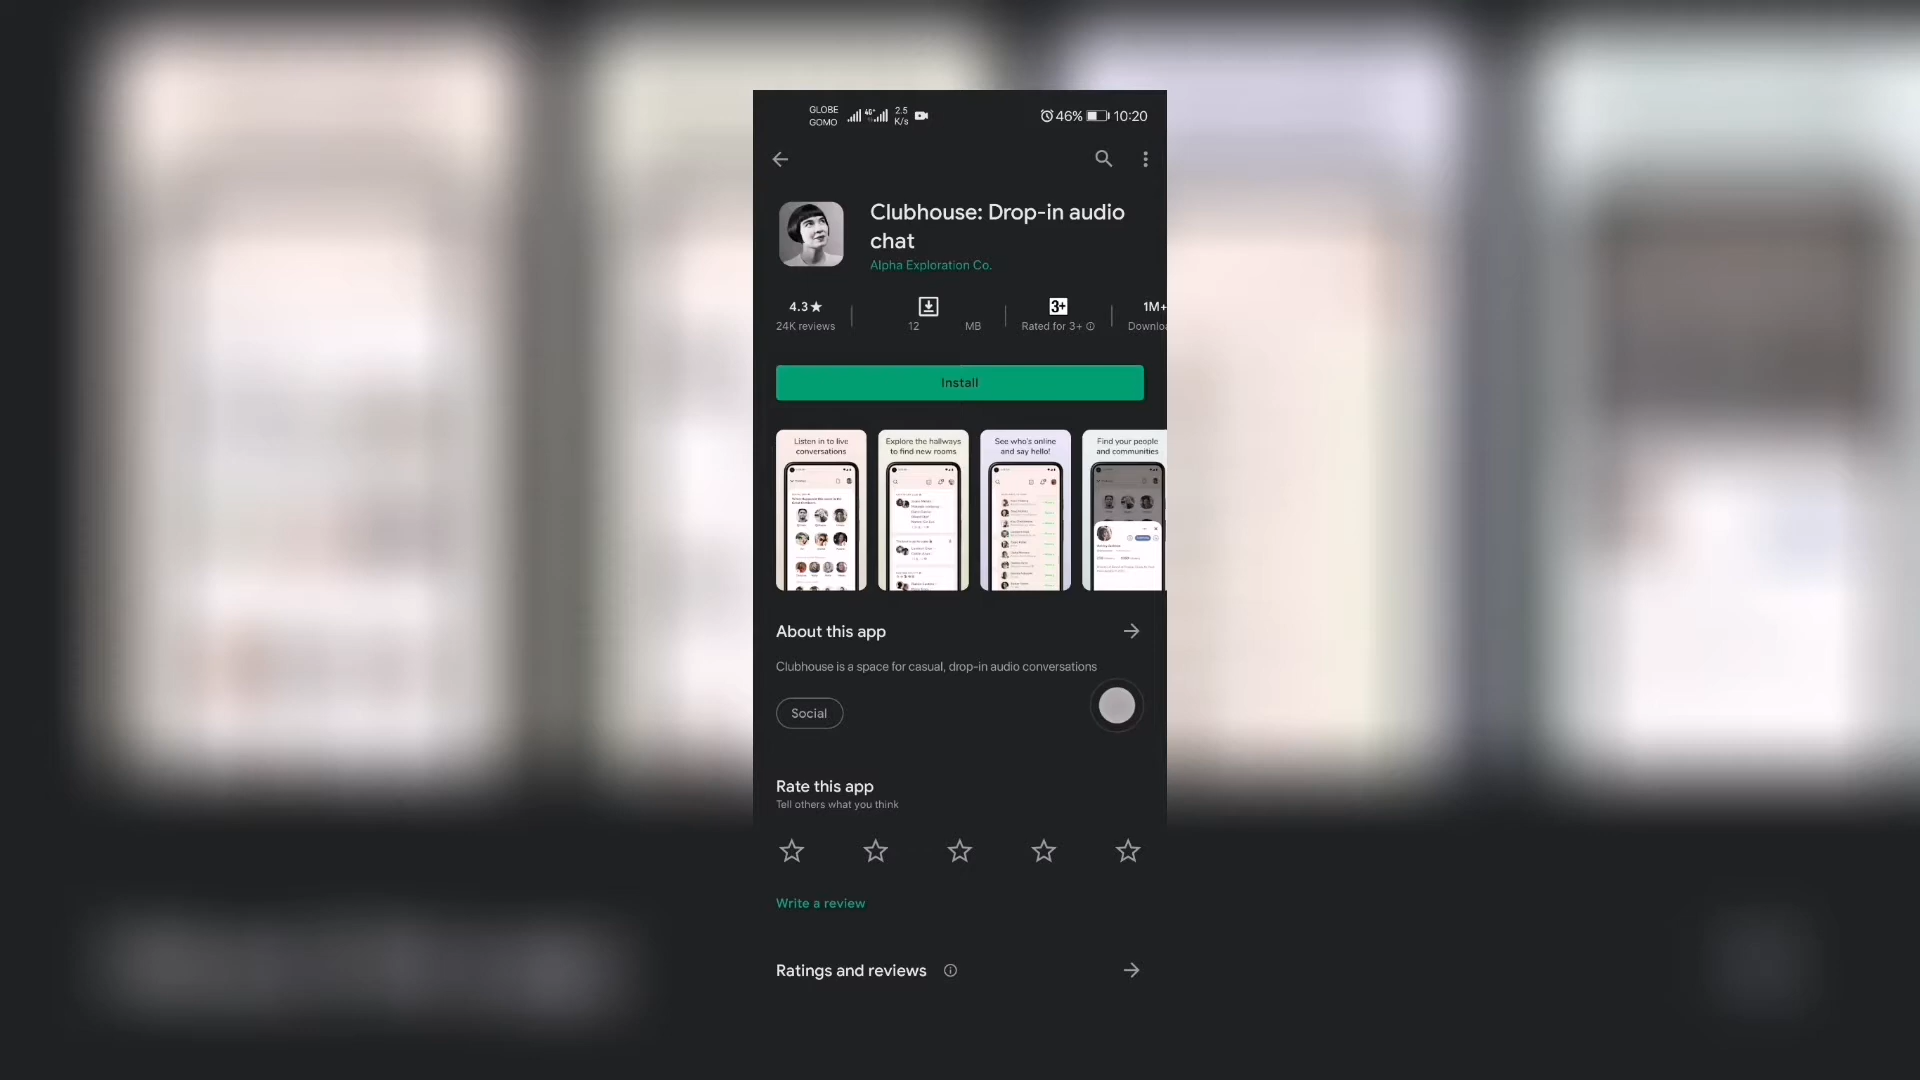 GLOBE
GOMO
4G+
2.5
K/s
46%
10:20
Clubhouse: Drop-in audio
chat
Alpha Exploration Co.
4.3★
24K reviews
12 MB
3+
Rated for 3+
1M+
Downloa
Install
Listen in to live
conversations
Explore the hallways
to find new rooms
See who's online
and say hello!
Find your people
and communities
About this app
Clubhouse is a space for casual, drop-in audio conversations
Social
Rate this app
Tell others what you think
Write a review
Ratings and reviews